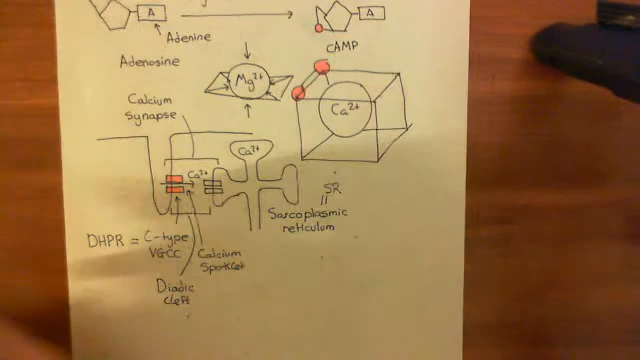 A
A
Adenine
cAMP
Adenosine
Mg2+
Calcium
synapse
Ca2+
Ca2+
Ca2+
SR
=
Sarcoplasmic
reticulum
DHPR = L-type
VGCC
Calcium
Sparklet
Diadic
cleft